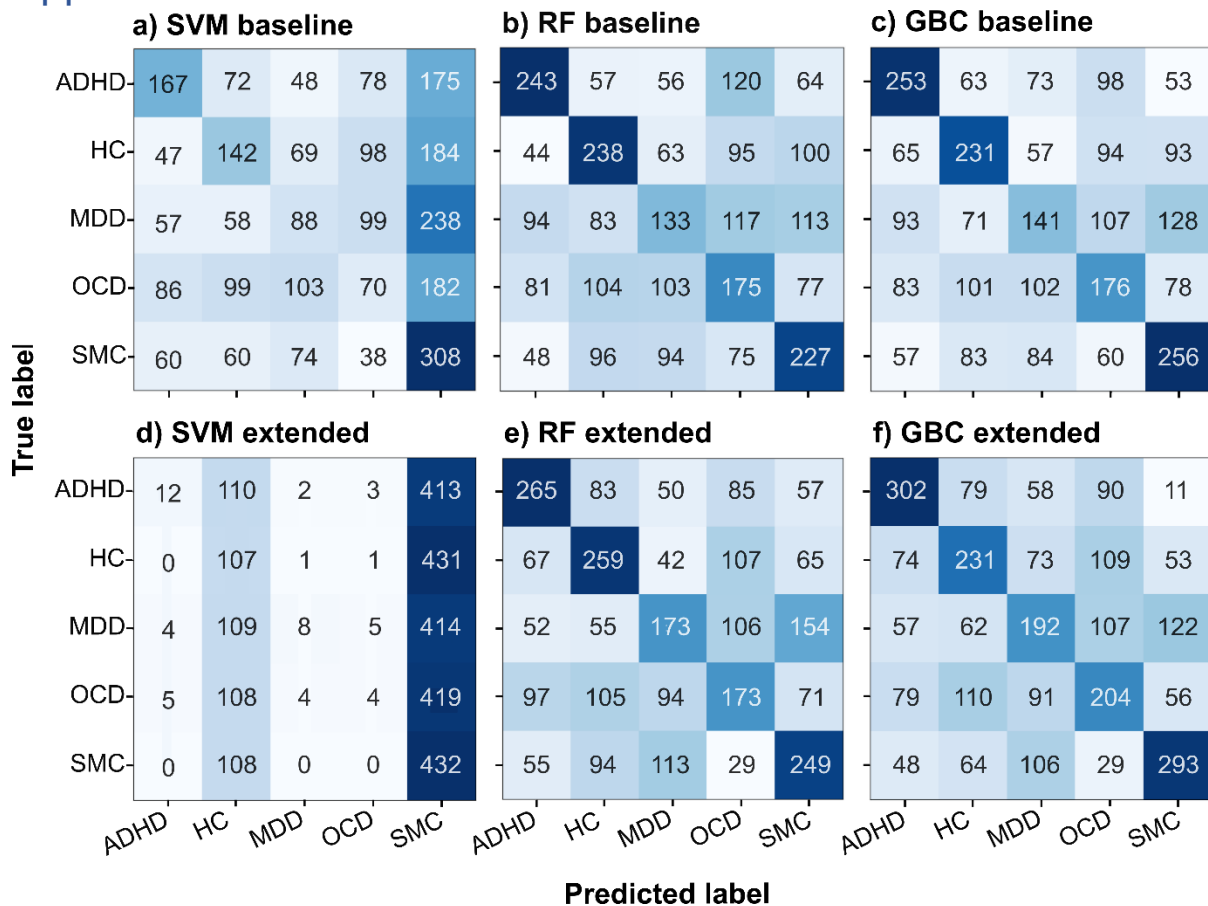 a) SVM baseline b) RF baseline c) GBC baseline
ADHD 167 72 48 78 175 243 57 56 120 64 253 63 73 98 53
HC 47 142 69 98 184 44 238 63 95 100 65 231 57 94 93
MDD 57 58 88 99 238 94 83 133 117 113 93 71 141 107 128
OCD 86 99 103 70 182 81 104 103 175 77 83 101 102 176 78
SMC 60 60 74 38 308 48 96 94 75 227 57 83 84 60 256
True label
d) SVM extended e) RF extended f) GBC extended
ADHD 12 110 2 3 413 265 83 50 85 57 302 79 58 90 11
HC 0 107 1 1 431 67 259 42 107 65 74 231 73 109 53
MDD 4 109 8 5 414 52 55 173 106 154 57 62 192 107 122
OCD 5 108 4 4 419 97 105 94 173 71 79 110 91 204 56
SMC 0 108 0 0 432 55 94 113 29 249 48 64 106 29 293
ADHD HC MDD OCD SMC ADHD HC MDD OCD SMC ADHD HC MDD OCD SMC
Predicted label